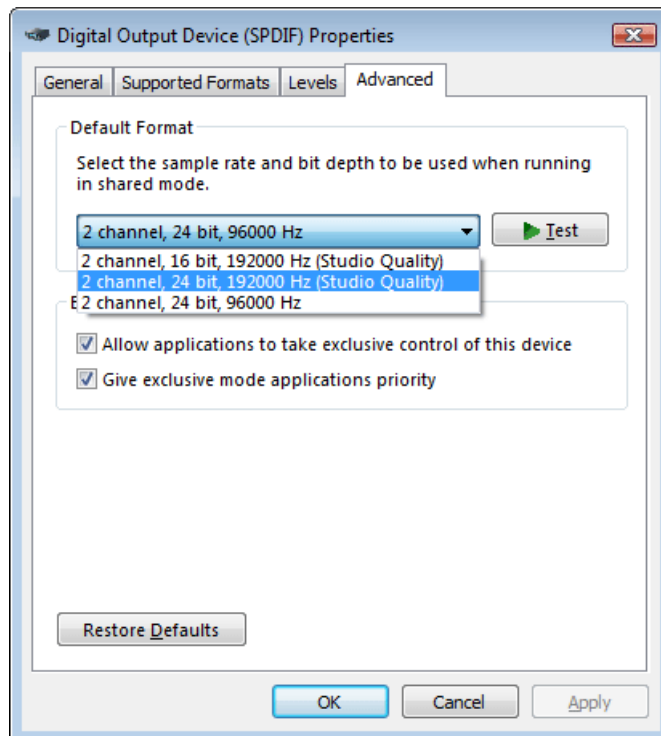 Digital Output Device (SPDIF) Properties
General Supported Formats Levels Advanced
Default Format
Select the sample rate and bit depth to be used when running
in shared mode.
2 channel, 24 bit, 96000 Hz
Test
2 channel, 16 bit, 192000 Hz (Studio Quality)
2 channel, 24 bit, 192000 Hz (Studio Quality)
2 channel, 24 bit, 96000 Hz
Allow applications to take exclusive control of this device
Give exclusive mode applications priority
Restore Defaults
OK Cancel Apply